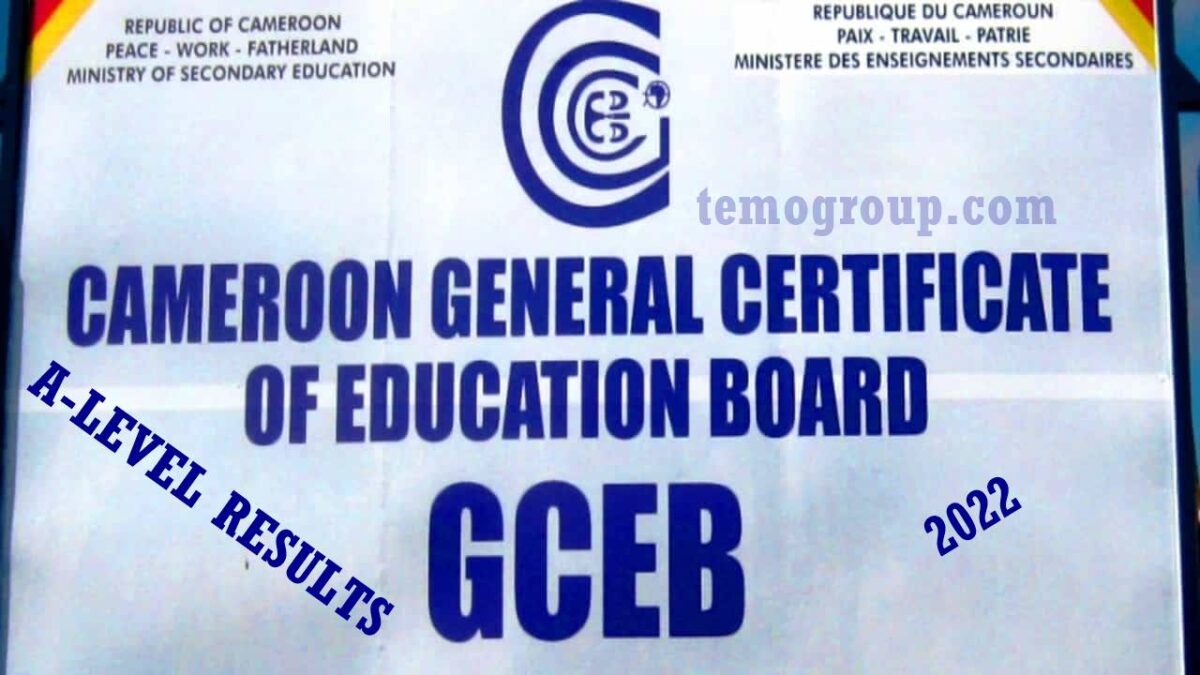 REPUBLIC OF CAMEROON
PEACE - WORK - FATHERLAND
MINISTRY OF SECONDARY EDUCATION
REPUBLIQUE DU CAMEROUN
PAIX - TRAVAIL - PATRIE
MINISTERE DES ENSEIGNEMENTS SECONDAIRES
temogroup.com
CAMEROON GENERAL CERTIFICATE
OF EDUCATION BOARD
A-LEVEL RESULTS
GCEB
2022